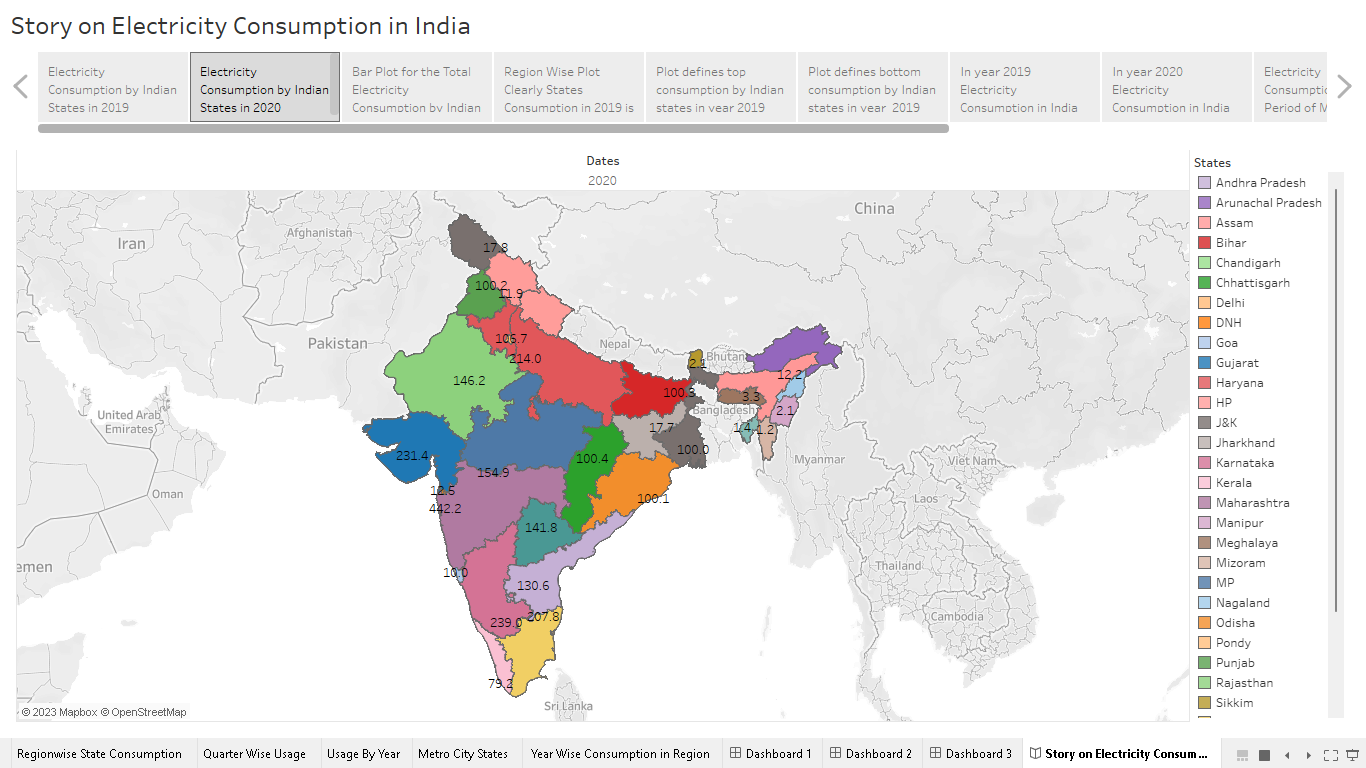 Story on Electricity Consumption in India
Electricity
Consumption by Indian
States in 2019
Electricity
Consumption by Indian
States in 2020
Bar Plot for the Total
Electricity
Consumption by Indian
Region Wise Plot
Clearly States
Consumption in 2019 is
Plot defines top
consumption by Indian
states in year 2019
Plot defines bottom
consumption by Indian
states in year 2019
In year 2019
Electricity
Consumption in India
In year 2020
Electricity
Consumption in India
Electricity
Period of M
Dates
2020
China
Iran
Afghanistan
Pakistan
Nepal
Bhutan
Bangladesh
United Arab
Emirates
Oman
Myanmar
Viet Nam
Laos
Thailand
Cambodia
Sri Lanka
17.8
100.2
11.9
214.0
146.2
2.1
12.2
100.3
3.3
2.1
17.7
1.2
100.0
231.4
154.9
100.4
12.5
442.2
100.1
141.8
10.0
130.6
207.8
239.0
79.2
© 2023 Mapbox © OpenStreetMap
States
Andhra Pradesh
Arunachal Pradesh
Assam
Bihar
Chandigarh
Chhattisgarh
Delhi
DNH
Goa
Gujarat
Haryana
HP
J&K
Jharkhand
Karnataka
Kerala
Maharashtra
Manipur
Meghalaya
Mizoram
MP
Nagaland
Odisha
Pondy
Punjab
Rajasthan
Sikkim
Regionwise State Consumption
Quarter Wise Usage
Usage By Year
Metro City States
Year Wise Consumption in Region
Dashboard 1
Dashboard 2
Dashboard 3
Story on Electricity Consum...